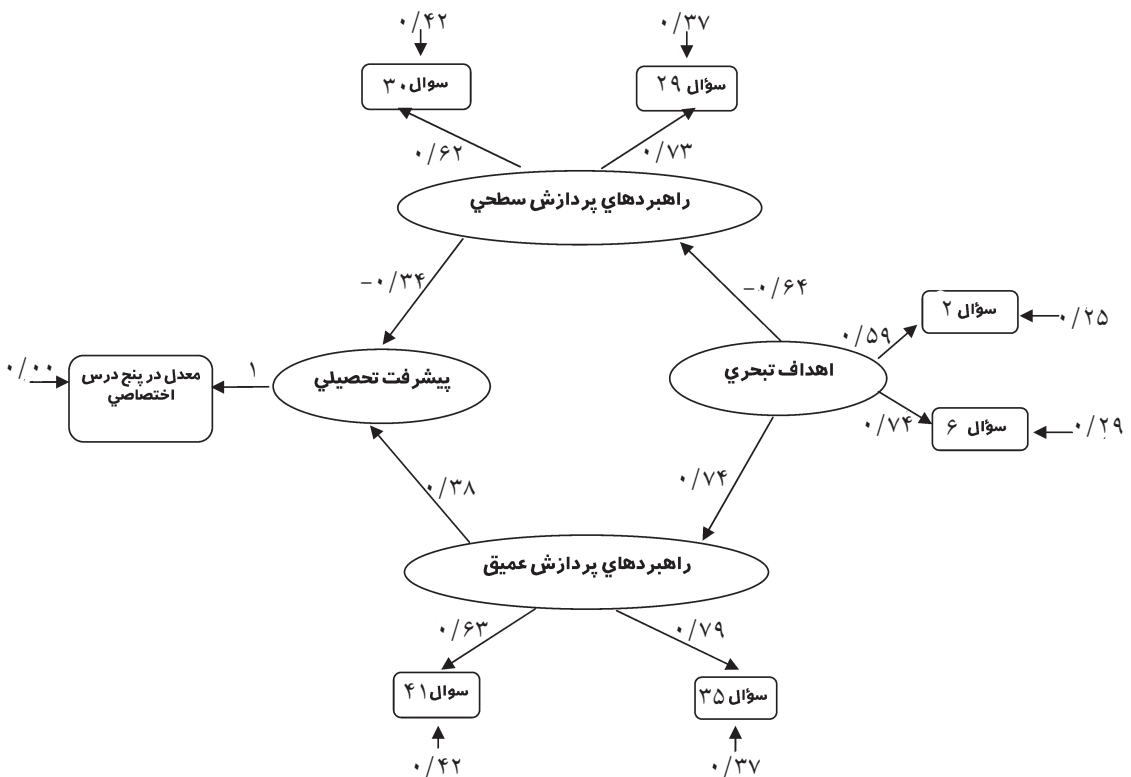 ۰/۴۲
۰/۳۷
سوال ۳۰
سؤال ۲۹
۰/۶۲
۰/۷۳
راهبردهاي پردازش سطحي
-۰/۳۴
-۰/۶۴
سؤال ۲
۰/۲۵
۰/۵۹
۰/۰۰
معدل در پنج درس
اختصاصي
۱
پيشرفت تحصيلي
اهداف تبحري
۰/۷۴
سؤال ۶
۰/۲۹
۰/۳۸
۰/۷۴
راهبردهاي پردازش عميق
۰/۶۳
۰/۷۹
سوال ۴۱
سؤال ۳۵
۰/۴۲
۰/۳۷